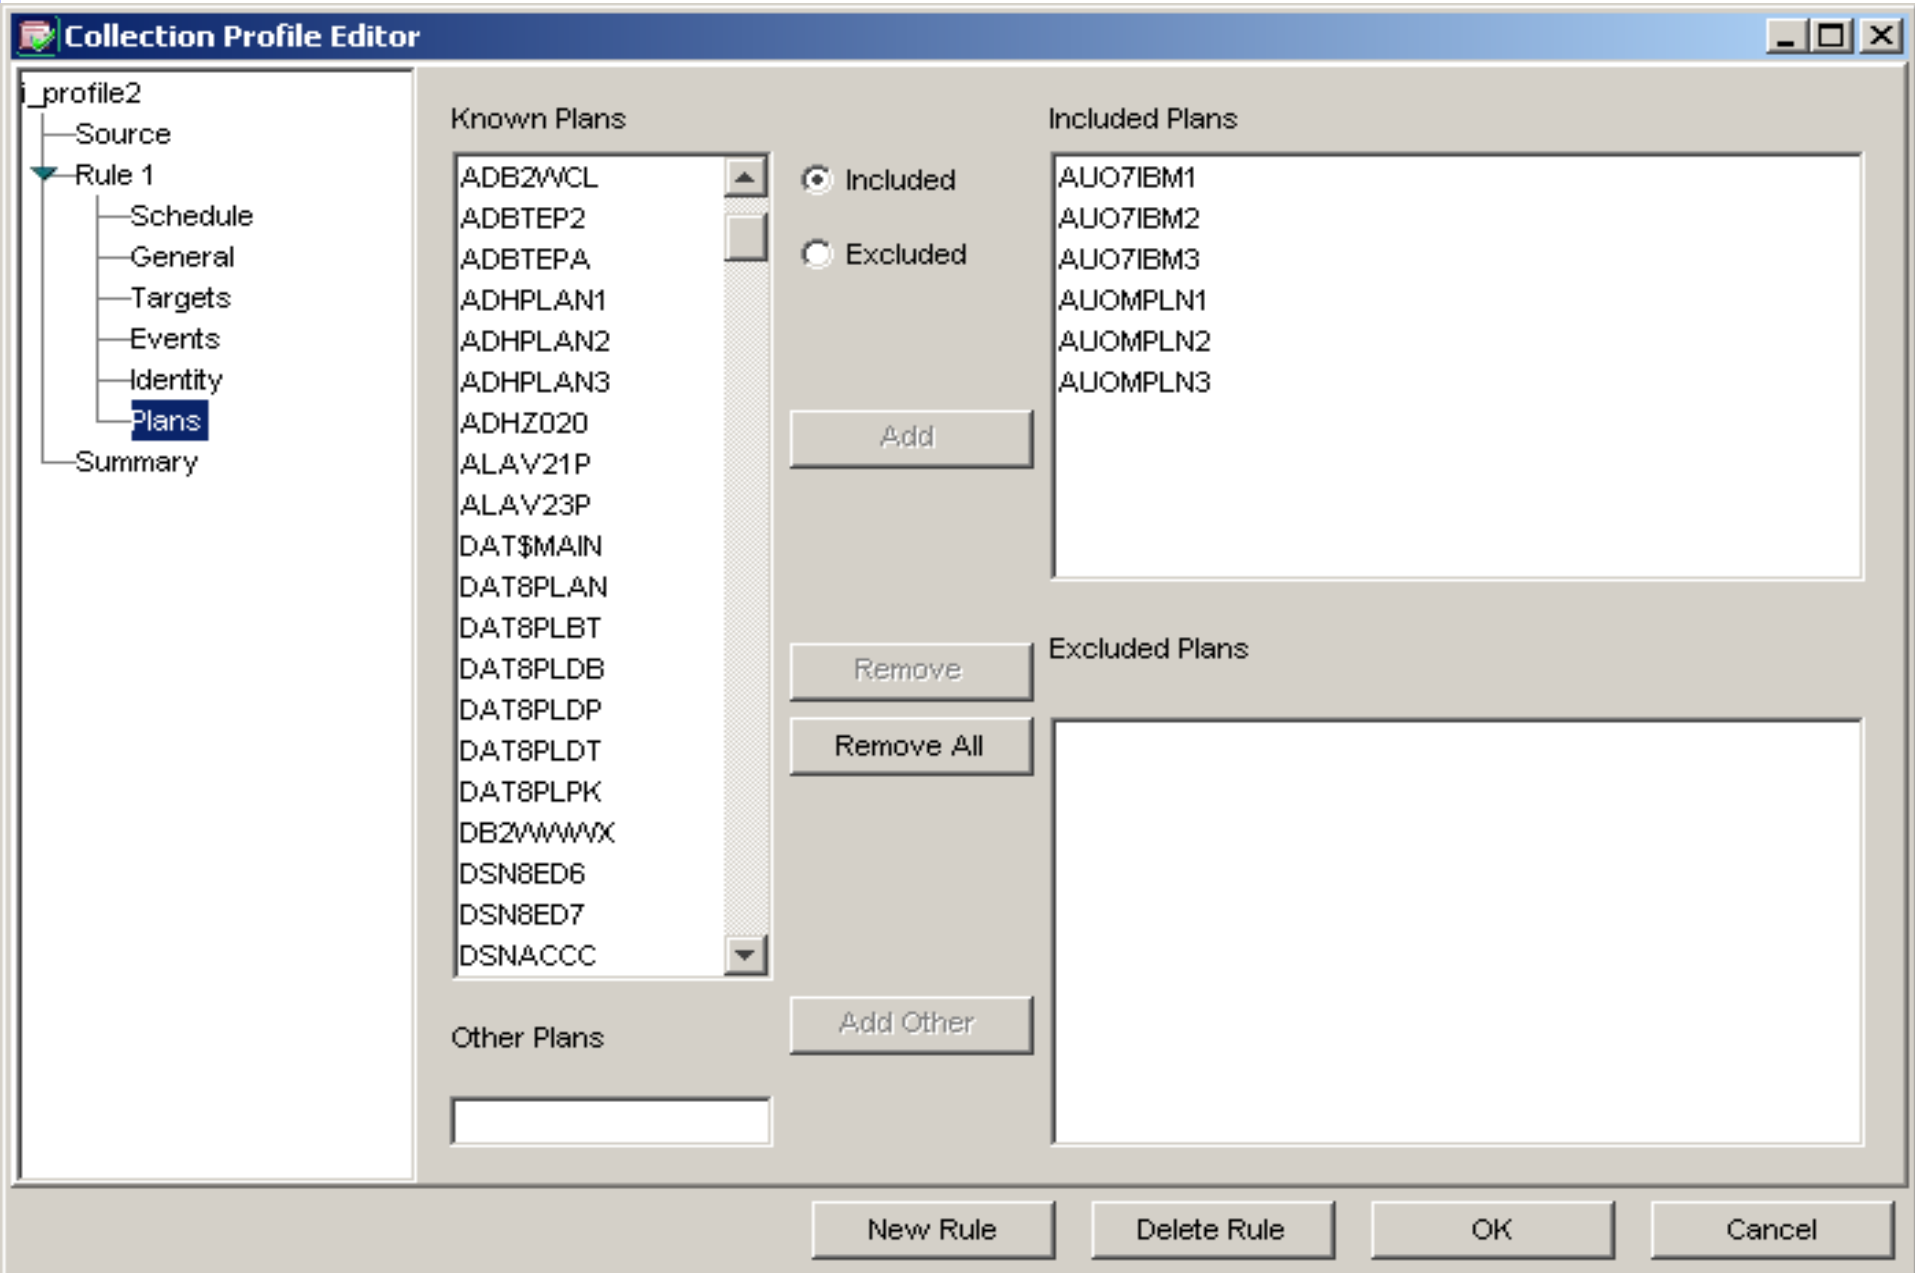 Collection Profile Editor
i_profile2
Source
Rule 1
Schedule
General
Targets
Events
Identity
Plans
Summary
Known Plans
ADB2WCL
ADBTEP2
ADBTEPA
ADHPLAN1
ADHPLAN2
ADHPLAN3
ADHZ020
ALAV21P
ALAV23P
DAT$MAIN
DAT8PLAN
DAT8PLBT
DAT8PLDB
DAT8PLDP
DAT8PLDT
DAT8PLPK
DB2WWWX
DSN8ED6
DSN8ED7
DSNACCC
Other Plans
Included
Excluded
Add
Remove
Remove All
Add Other
Included Plans
AUO7IBM1
AUO7IBM2
AUO7IBM3
AUOMPLN1
AUOMPLN2
AUOMPLN3
Excluded Plans
New Rule
Delete Rule
OK
Cancel